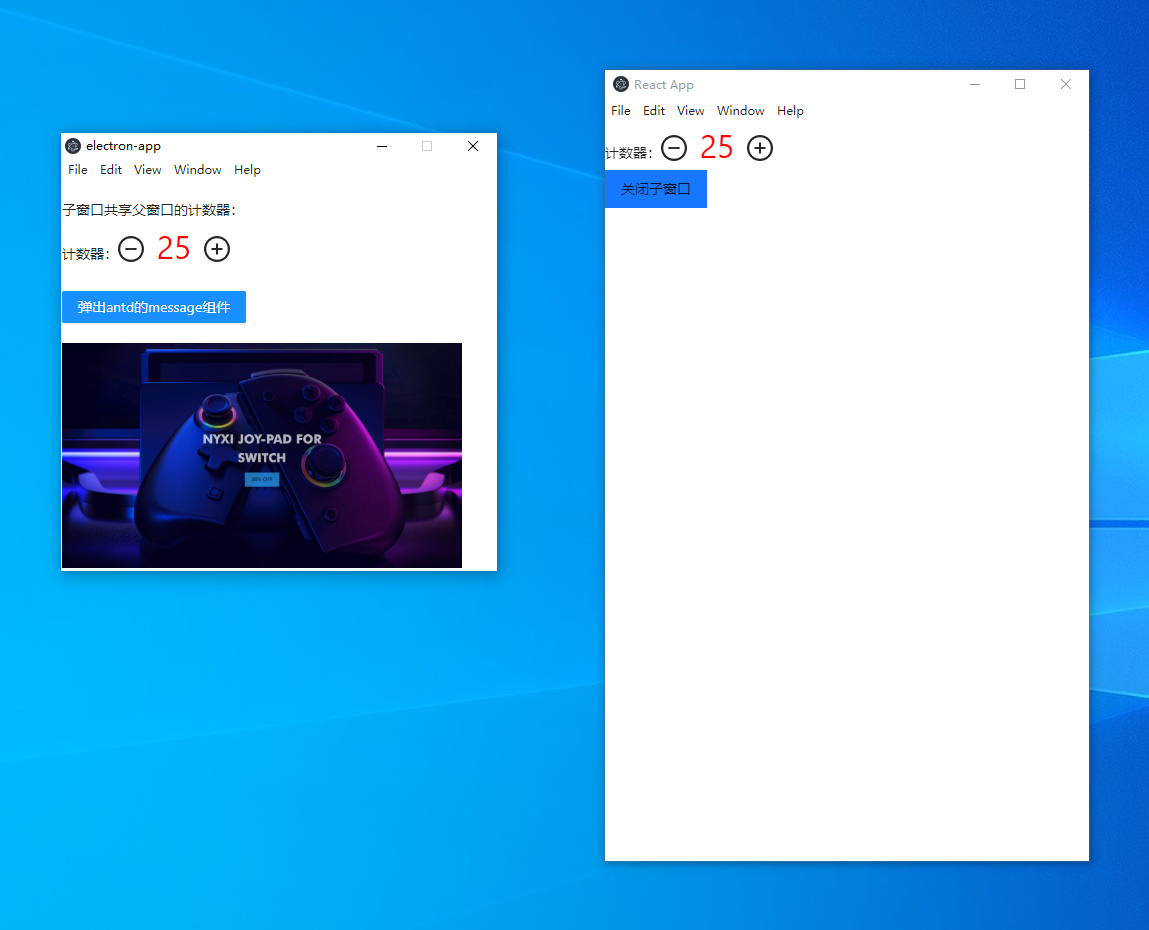 electron-app
File Edit View Window Help
子窗口共享父窗口的计数器：
计数器： 25
弹出antd的message组件
NYXI JOY-PAD FOR
SWITCH
React App
File Edit View Window Help
计数器： 25
关闭子窗口